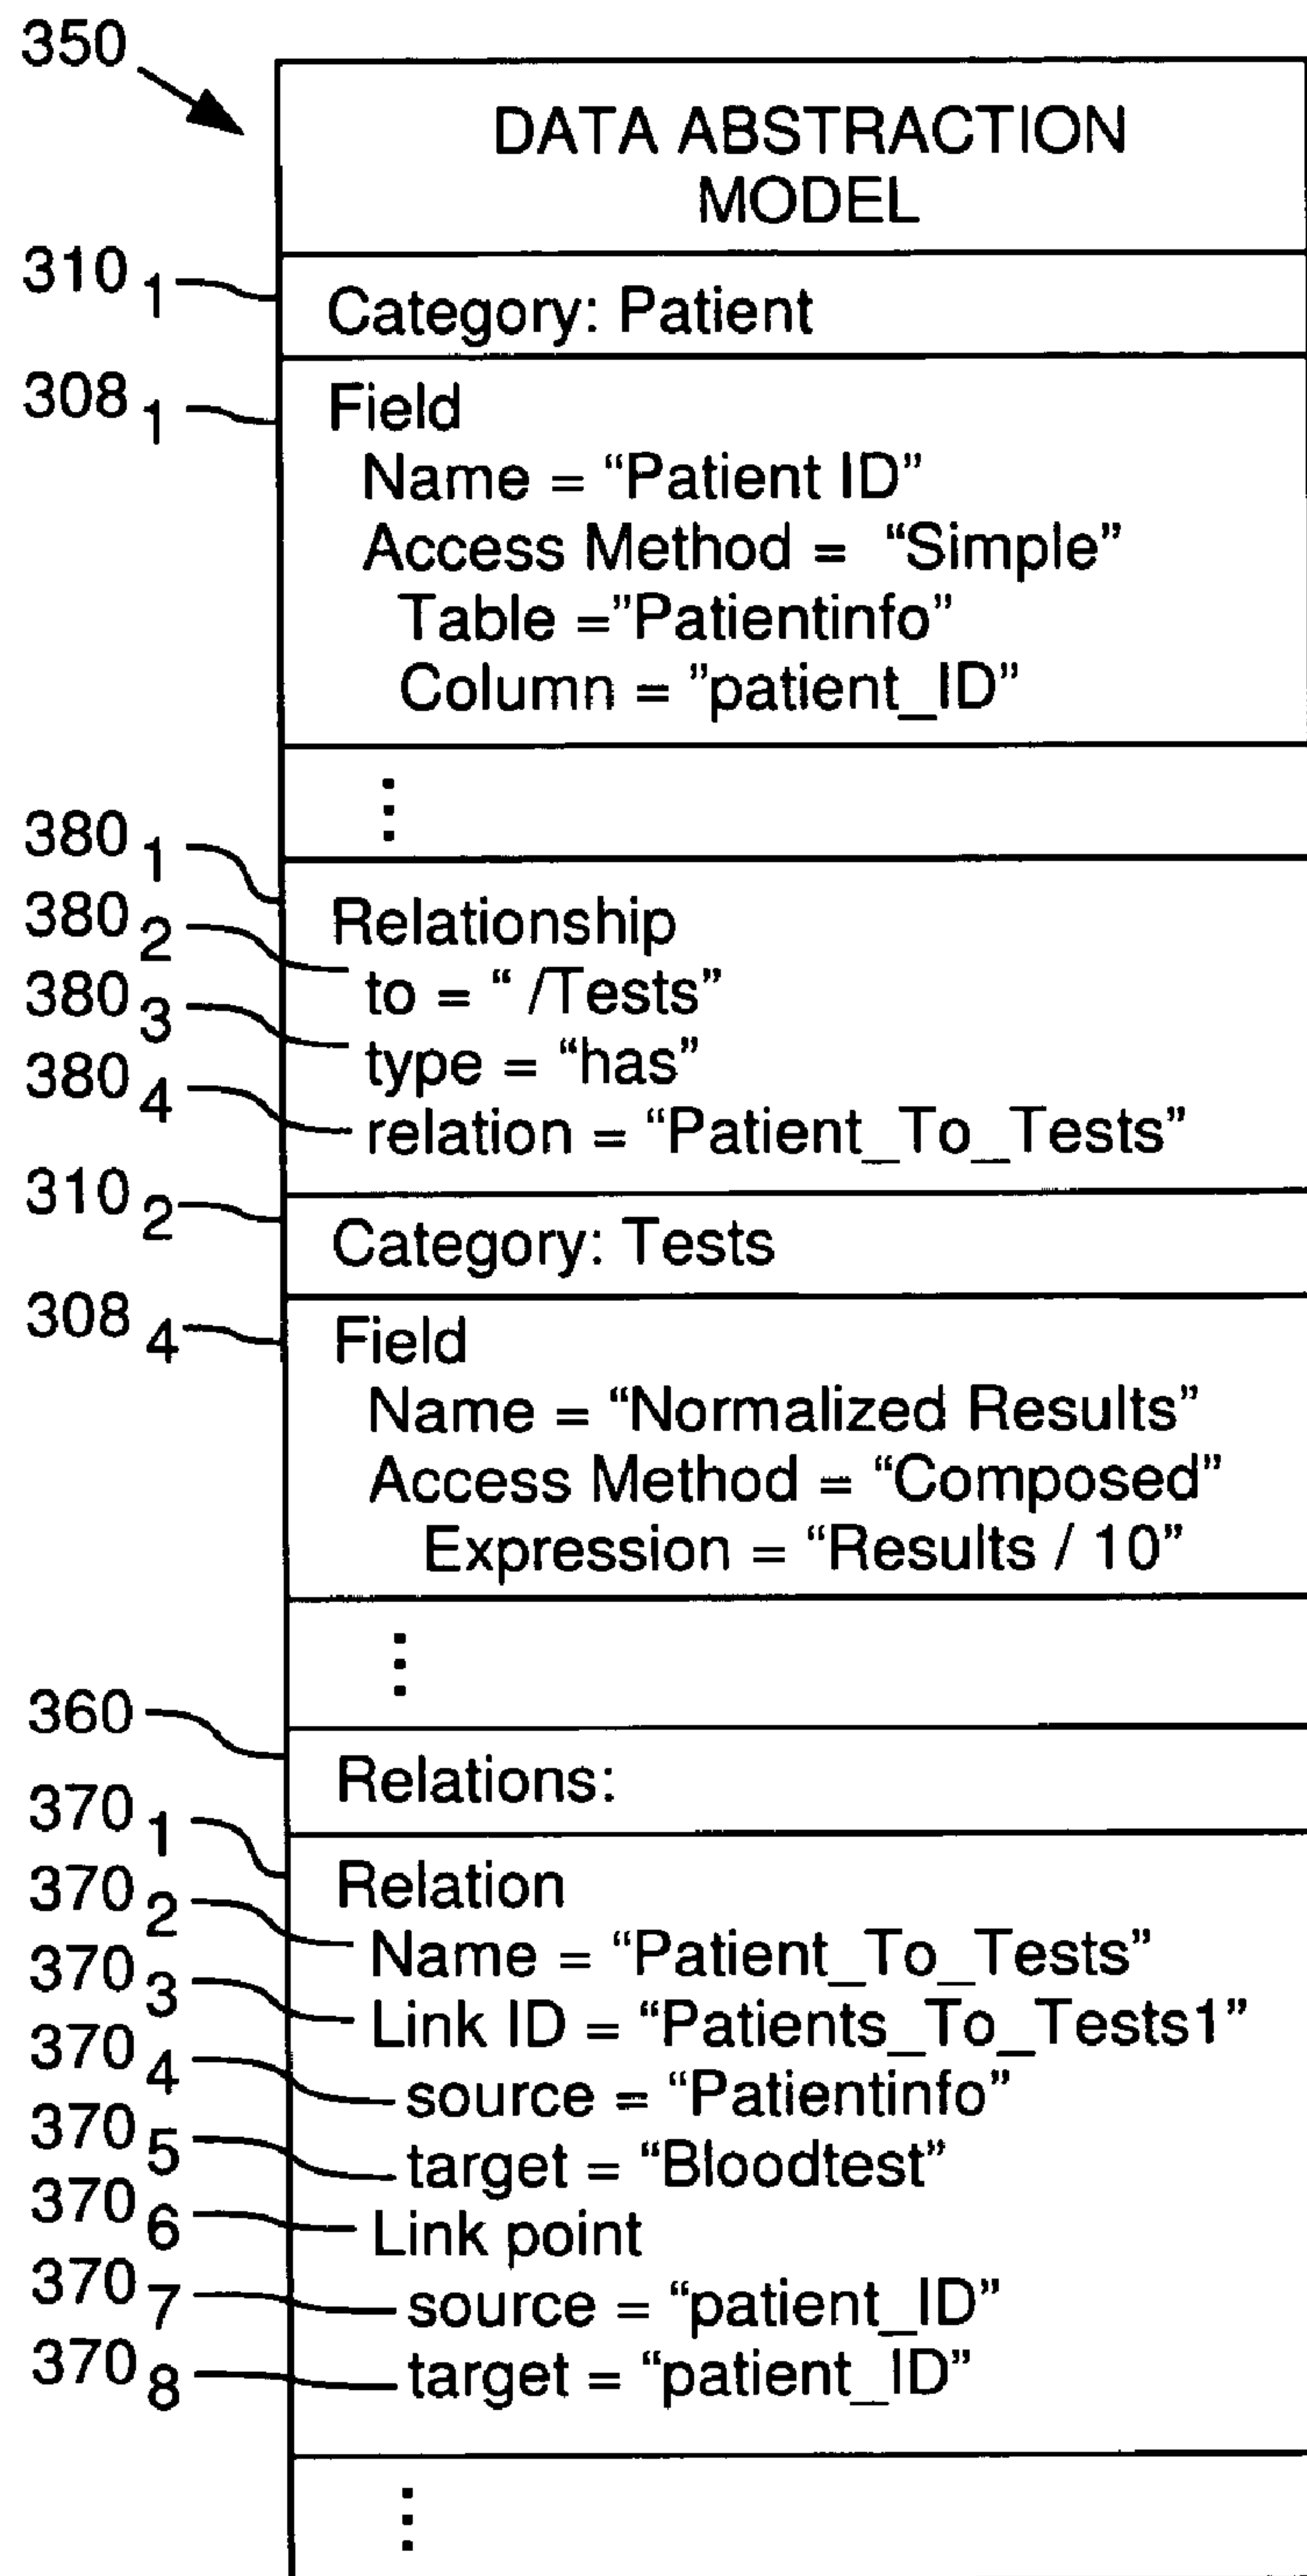 350
DATA ABSTRACTION
MODEL
310 1
Category: Patient
308 1
Field
Name = “Patient ID”
Access Method = “Simple”
Table =”Patientinfo”
Column = ”patient_ID”
⋮
380 1
Relationship
380 2
to = “ /Tests”
380 3
type = “has”
380 4
relation = “Patient_To_Tests”
310 2
Category: Tests
308 4
Field
Name = “Normalized Results”
Access Method = “Composed”
Expression = “Results / 10”
⋮
360
Relations:
370 1
Relation
370 2
Name = “Patient_To_Tests”
370 3
Link ID = “Patients_To_Tests1”
370 4
source = “Patientinfo”
370 5
target = “Bloodtest”
370 6
Link point
370 7
source = “patient_ID”
370 8
target = “patient_ID”
⋮